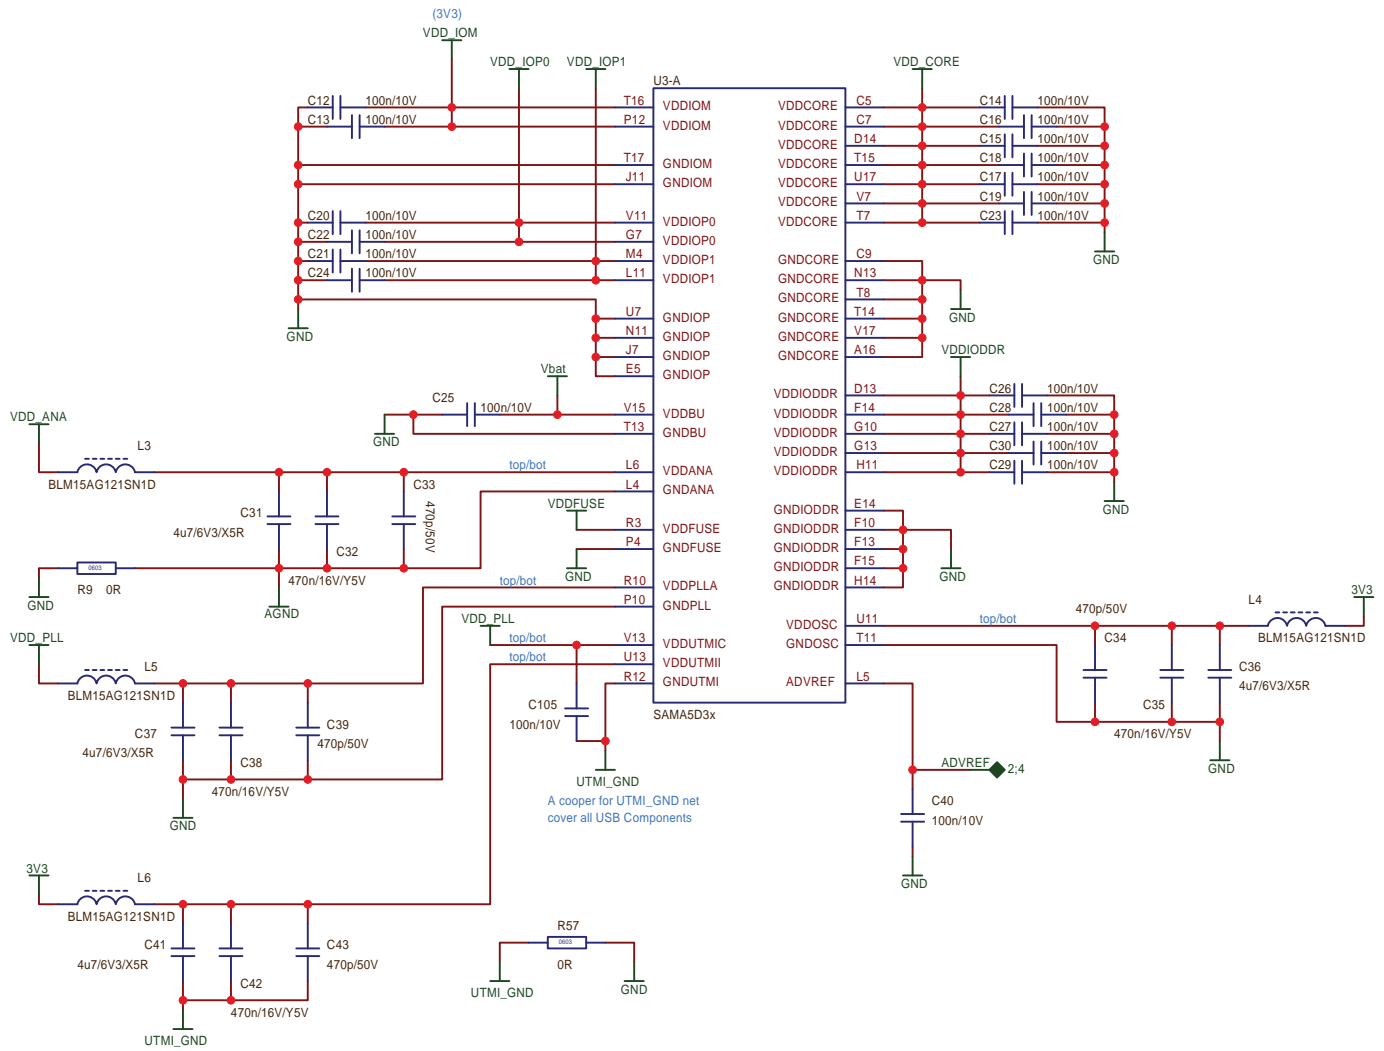 (3V3)
VDD_IOM
VDD_IOP0
VDD_IOP1
VDD_CORE
U3-A
C12 100n/10V T16 VDDIOM VDDCORE C5 C14 100n/10V
C13 100n/10V P12 VDDIOM VDDCORE C7 C16 100n/10V
VDDCORE D14 C15 100n/10V
T17 GNDIOM VDDCORE T15 C18 100n/10V
J11 GNDIOM VDDCORE U17 C17 100n/10V
VDDCORE V7 C19 100n/10V
C20 100n/10V V11 VDDIOP0 VDDCORE T7 C23 100n/10V
C22 100n/10V G7 VDDIOP0
C21 100n/10V M4 VDDIOP1 GNDCORE C9 GND
C24 100n/10V L11 VDDIOP1 GNDCORE N13
GNDCORE T8
U7 GNDIOP GNDCORE T14 GND
GND N11 GNDIOP GNDCORE V17
J7 GNDIOP GNDCORE A16 VDDIODDR
E5 GNDIOP
Vbat
VDDIODDR D13 C26 100n/10V
C25 100n/10V V15 VDDBU VDDIODDR F14 C28 100n/10V
GND T13 GNDBU VDDIODDR G10 C27 100n/10V
VDD_ANA
L3
VDDIODDR G13 C30 100n/10V
top/bot L6 VDDANA VDDIODDR H11 C29 100n/10V
BLM15AG121SN1D
L4 GNDANA
C33
470p/50V
GND
VDDFUSE
GNDIODDR E14
C31
4u7/6V3/X5R
R3 VDDFUSE GNDIODDR F10
C32
P4 GNDFUSE GNDIODDR F13
GNDIODDR F15
GND
GND
0603
470n/16V/Y5V
R9 0R
top/bot R10 VDDPLLA GNDIODDR H14
GND
AGND
P10 GNDPLL
470p/50V
L4
3V3
VDD_PLL
VDDOSC U11 top/bot
C34
BLM15AG121SN1D
VDD_PLL
top/bot V13 VDDUTMIC GNDOSC T11
L5
BLM15AG121SN1D
top/bot U13 VDDUTMII
R12 GNDUTMI ADVREF L5
C36
4u7/6V3/X5R
C35
C105
100n/10V
SAMA5D3x
C37
4u7/6V3/X5R
C39
470p/50V
C38
470n/16V/Y5V
470n/16V/Y5V
GND
ADVREF 2;4
UTMI_GND
GND
A cooper for UTMI_GND net
cover all USB Components
C40
100n/10V
GND
3V3
L6
BLM15AG121SN1D
C41
4u7/6V3/X5R
C43
470p/50V
C42
470n/16V/Y5V
UTMI_GND
R57
0603
0R
UTMI_GND
GND